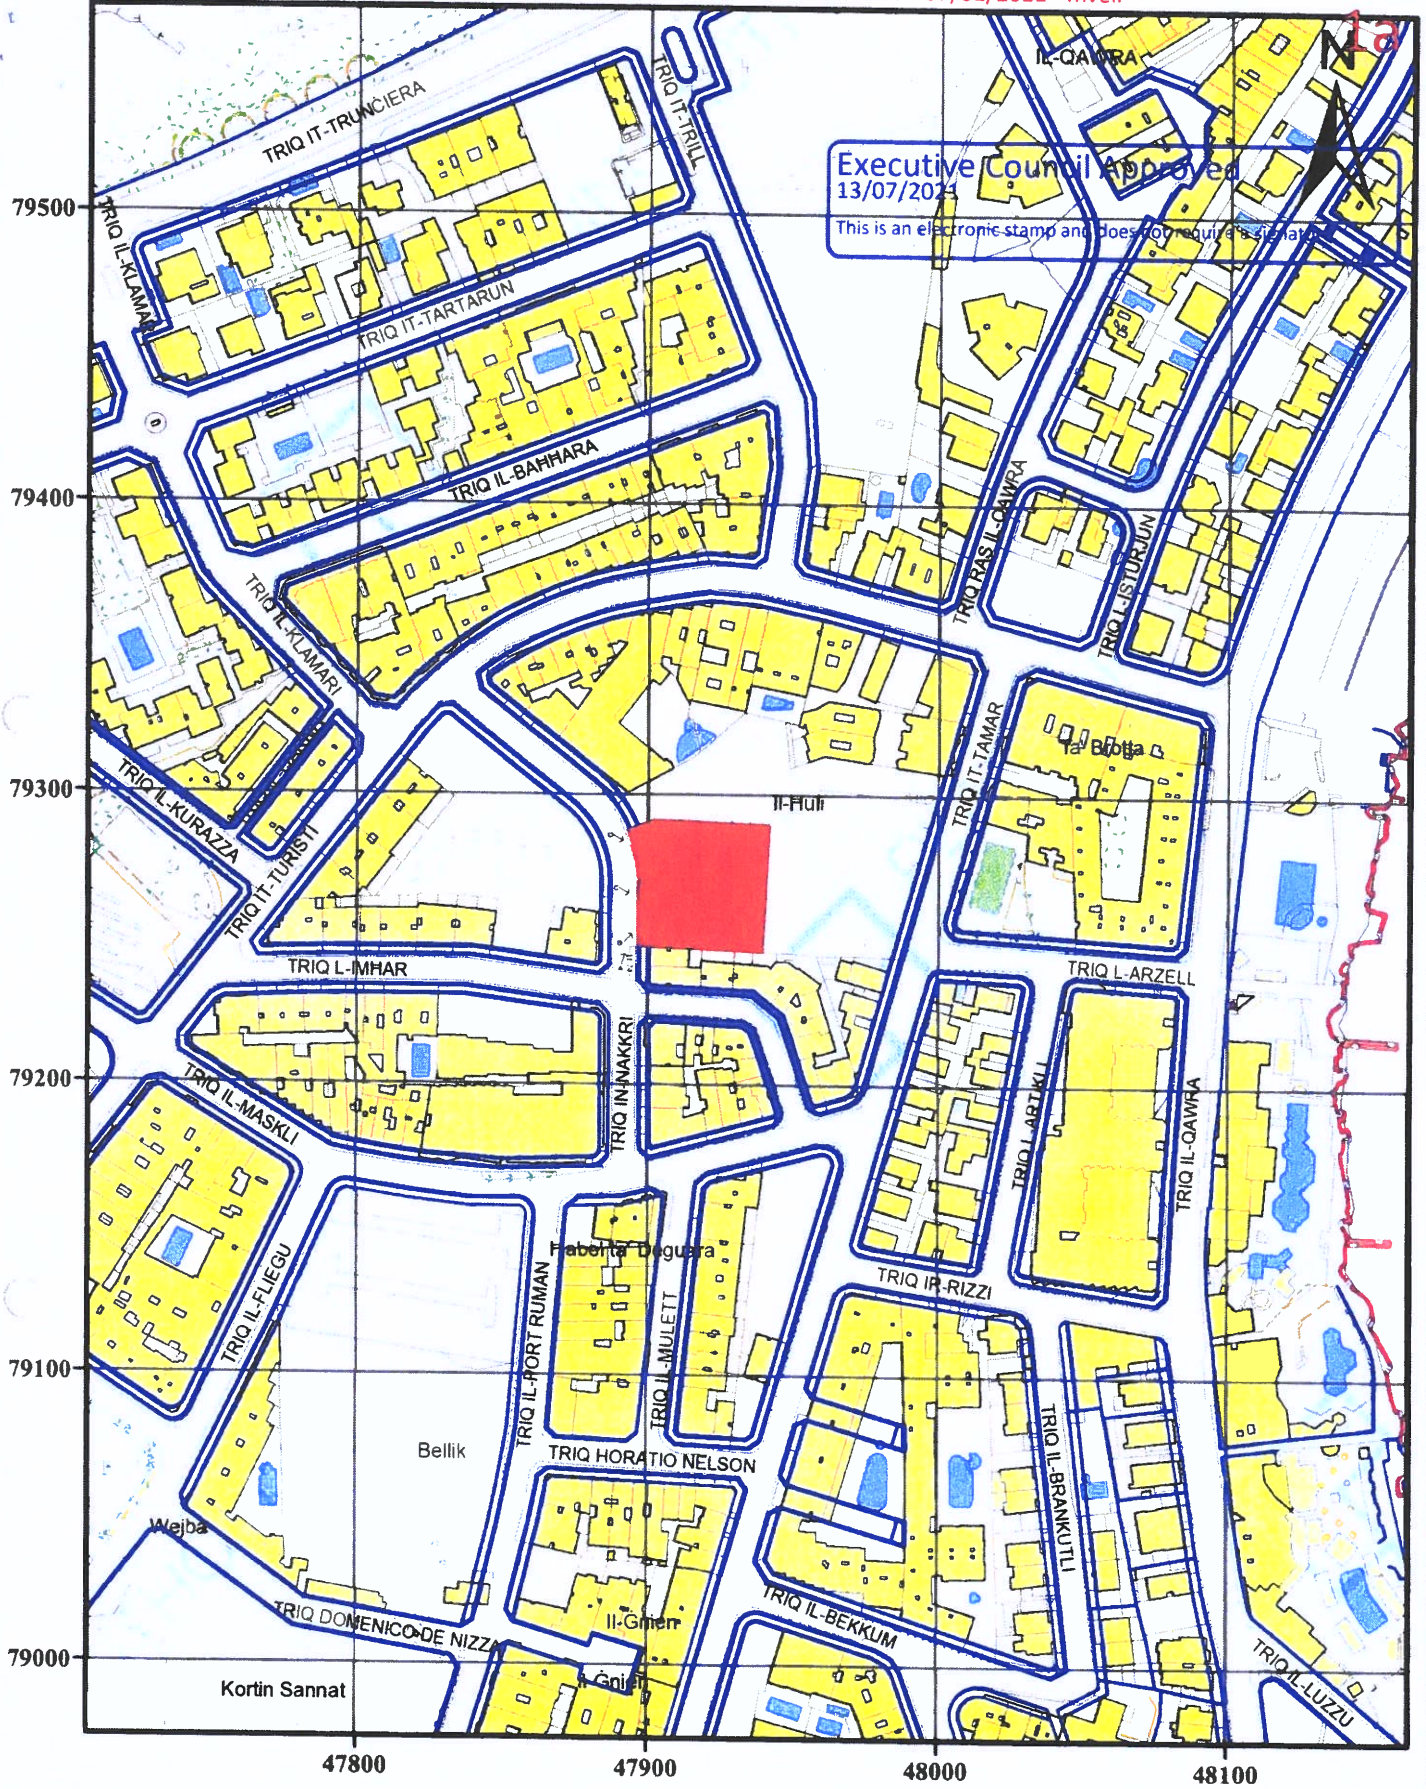 1a
N
IL-QAWRA
TRIQ IT-TRUNCIERA
TRIQ IT-TRILL
Executive Council Approved
13/07/2021
This is an electronic stamp and does not require a signature
79500
TRIQ IL-KLAMARI
TRIQ IT-TARTARUN
TRIQ IL-BAHHARA
79400
TRIQ RAS IL-QAWRA
TRIQ L-ISTURJUN
TRIQ IL-KLAMARI
TRIQ IT-TAMAR
Ta' Brotta
79300
TRIQ IL-KURAZZA
Il-Huli
TRIQ IT-TURISTI
TRIQ L-IMHAR
TRIQ L-ARZELL
79200
TRIQ IL-MASKLI
TRIQ IN-NAKKRI
TRIQ L-ARTIKLI
TRIQ IL-QAWRA
Habel ta' Deguara
TRIQ IL-FLIEGU
TRIQ IL-PORT RUMAN
TRIQ IL-MULETT
TRIQ IR-RIZZI
79100
Bellik
TRIQ HORATIO NELSON
TRIQ IL-BRANKUTLI
Wejba
TRIQ DOMENICO DE NIZZA
Il-Gnien
TRIQ IL-BEKKUM
79000
Il-Gnien
Kortin Sannat
TRIQ IL-LUZZU
47800
47900
48000
48100